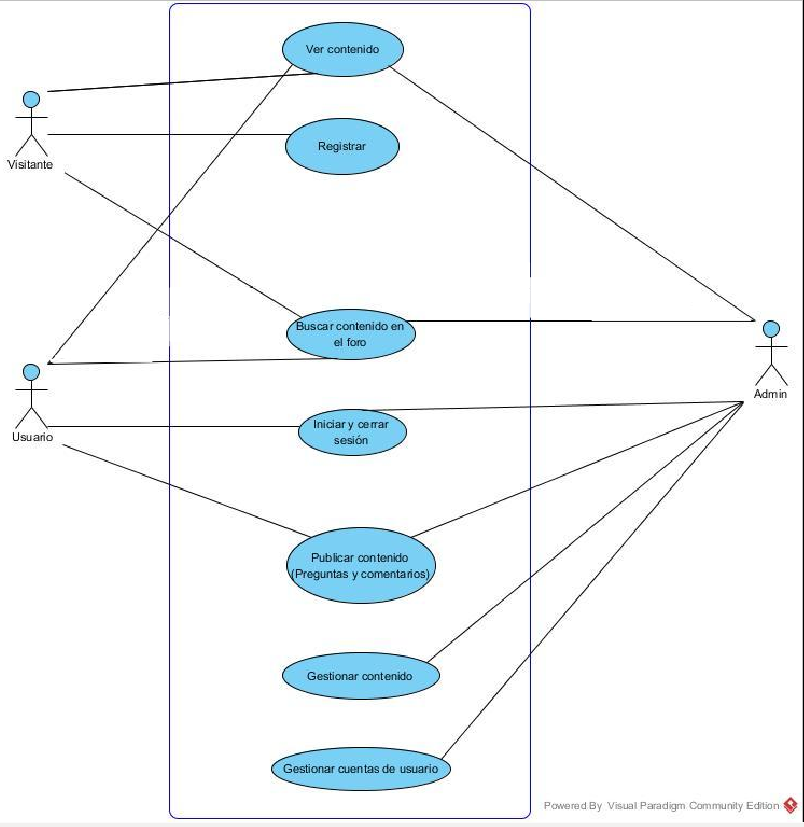 Ver contenido
Registrar
Visitante
Buscar contenido en
el foro
Admin
Iniciar y cerrar
sesión
Usuario
Publicar contenido
(Preguntas y comentarios)
Gestionar contenido
Gestionar cuentas de usuario
Powered By Visual Paradigm Community Edition